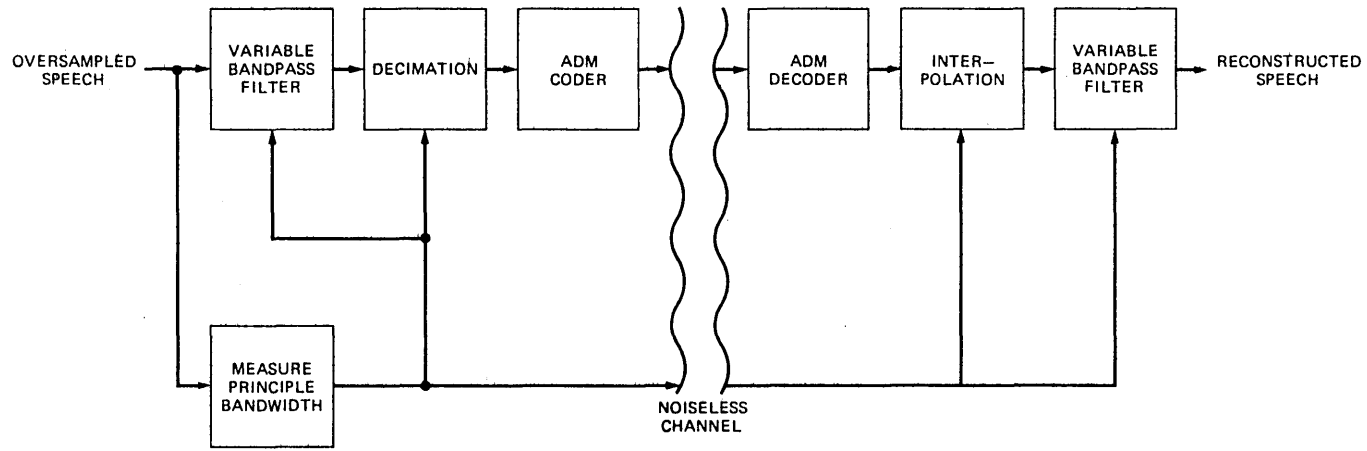 OVERSAMPLED
SPEECH
VARIABLE
BANDPASS
FILTER
DECIMATION
ADM
CODER
ADM
DECODER
INTER–
POLATION
VARIABLE
BANDPASS
FILTER
RECONSTRUCTED
SPEECH
MEASURE
PRINCIPLE
BANDWIDTH
NOISELESS
CHANNEL